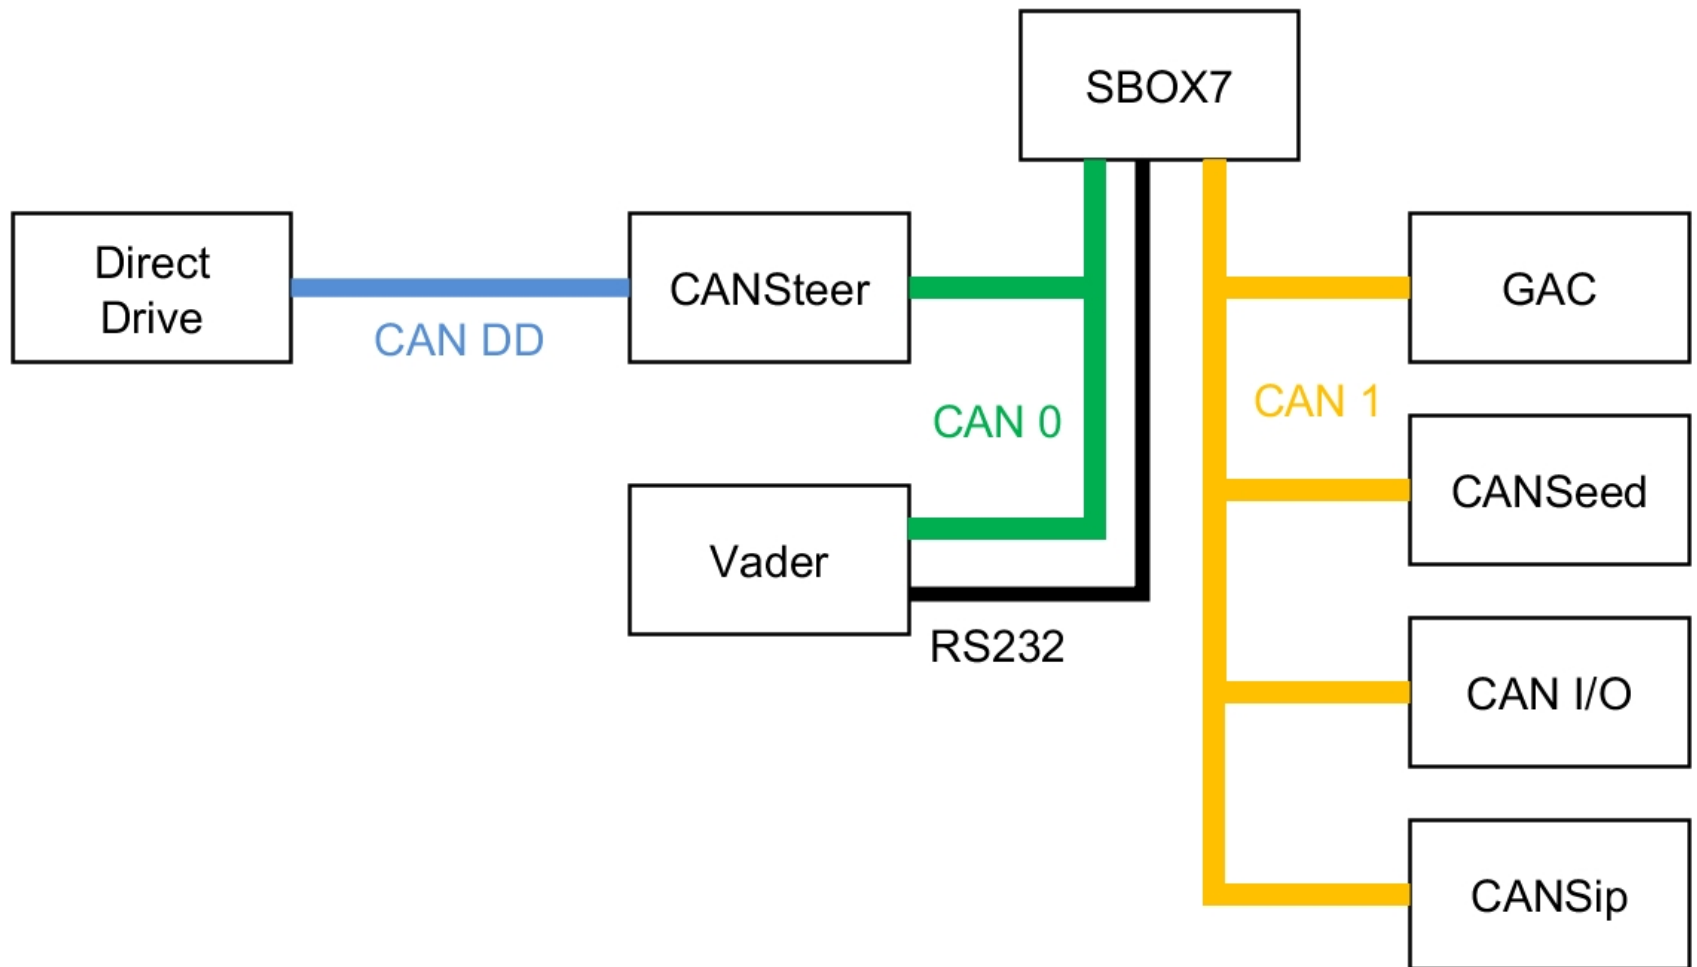 SBOX7
Direct
Drive
CAN DD
CANSteer
GAC
CAN 0
CAN 1
CANSeed
Vader
RS232
CAN I/O
CANSip